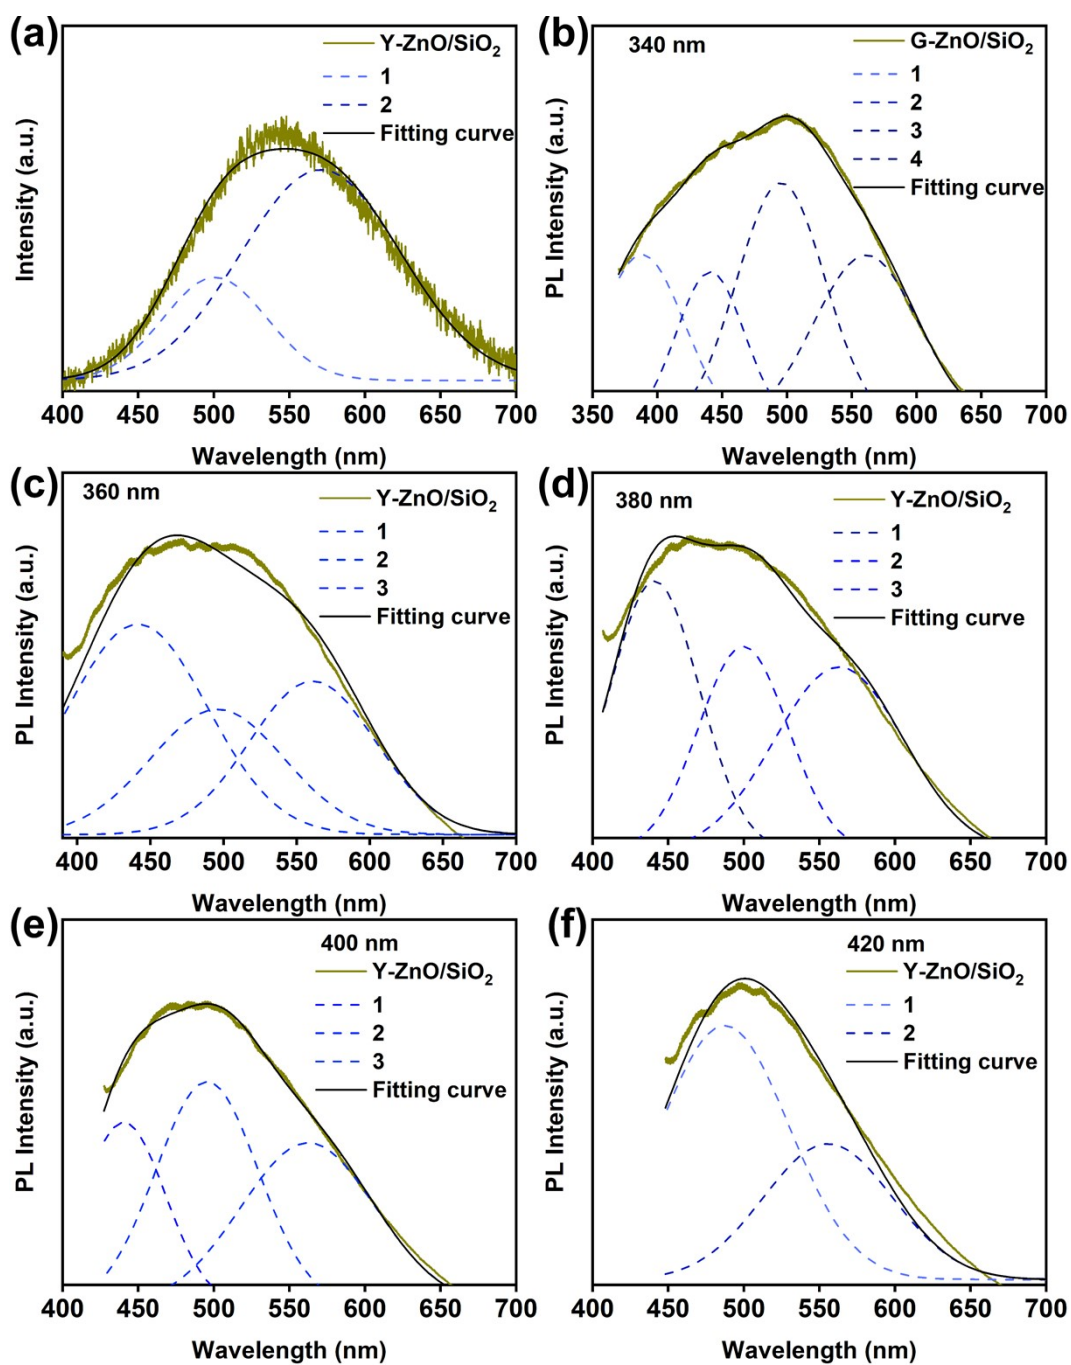 (a)
Y-ZnO/SiO₂
1
2
Fitting curve
Intensity (a.u.)
400 450 500 550 600 650 700
Wavelength (nm)
(b)
340 nm
G-ZnO/SiO₂
1
2
3
4
Fitting curve
PL Intensity (a.u.)
350 400 450 500 550 600 650 700
Wavelength (nm)
(c)
360 nm
Y-ZnO/SiO₂
1
2
3
Fitting curve
PL Intensity (a.u.)
400 450 500 550 600 650 700
Wavelength (nm)
(d)
380 nm
Y-ZnO/SiO₂
1
2
3
Fitting curve
PL Intensity (a.u.)
400 450 500 550 600 650 700
Wavelength (nm)
(e)
400 nm
Y-ZnO/SiO₂
1
2
3
Fitting curve
PL Intensity (a.u.)
400 450 500 550 600 650 700
Wavelength (nm)
(f)
420 nm
Y-ZnO/SiO₂
1
2
Fitting curve
PL Intensity (a.u.)
400 450 500 550 600 650 700
Wavelength (nm)